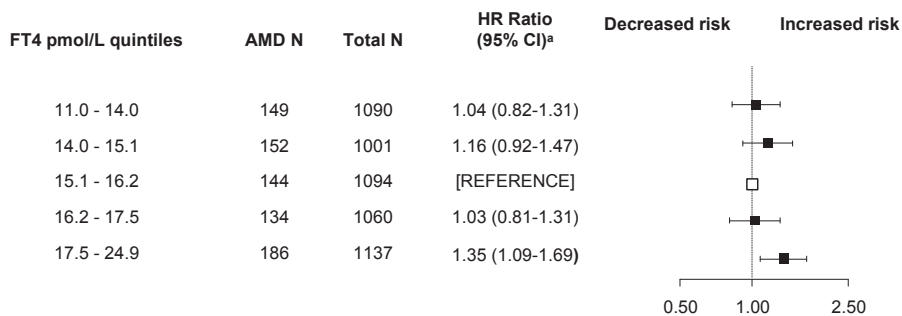 FT4 pmol/L quintiles AMD N Total N HR Ratio (95% CI)ᵃ Decreased risk Increased risk
11.0 - 14.0 149 1090 1.04 (0.82-1.31)
14.0 - 15.1 152 1001 1.16 (0.92-1.47)
15.1 - 16.2 144 1094 [REFERENCE]
16.2 - 17.5 134 1060 1.03 (0.81-1.31)
17.5 - 24.9 186 1137 1.35 (1.09-1.69)
0.50 1.00 2.50